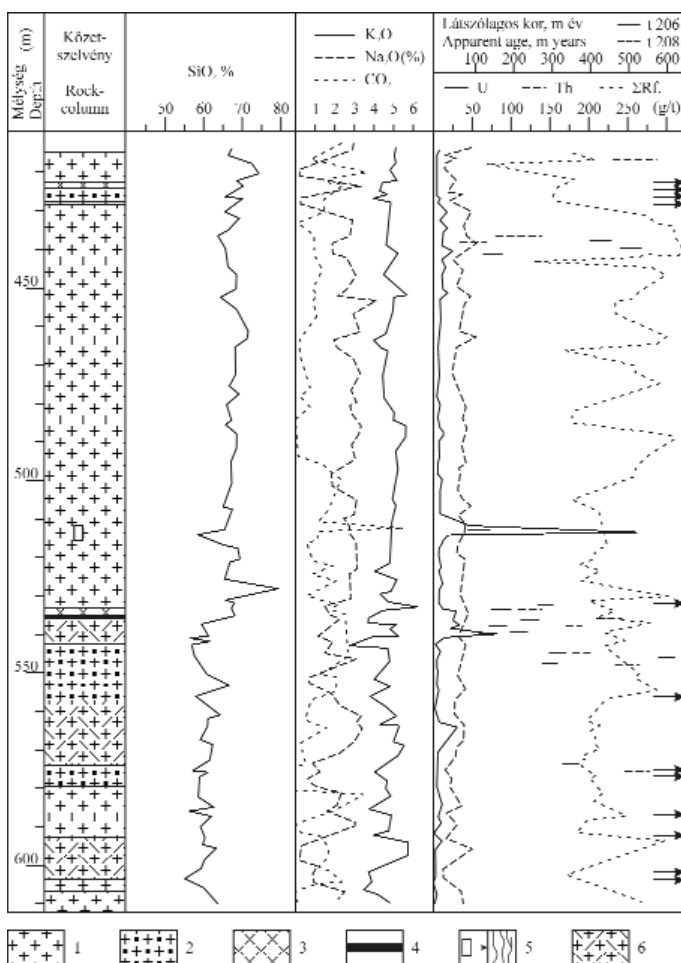 Mélység (m)
Depth
Kőzet-
szelvény
Rock-
column
SiO₂ %
50 60 70 80
K₂O
Na₂O(%)
CO₂
1 2 3 4 5 6
Látszólagos kor, m év
Apparent age, m years
t 206
t 208
100 200 300 400 600
U Th ΣRf.
50 150 200 250 (g/t)
450
500
550
600
1 2 3 4 5 6